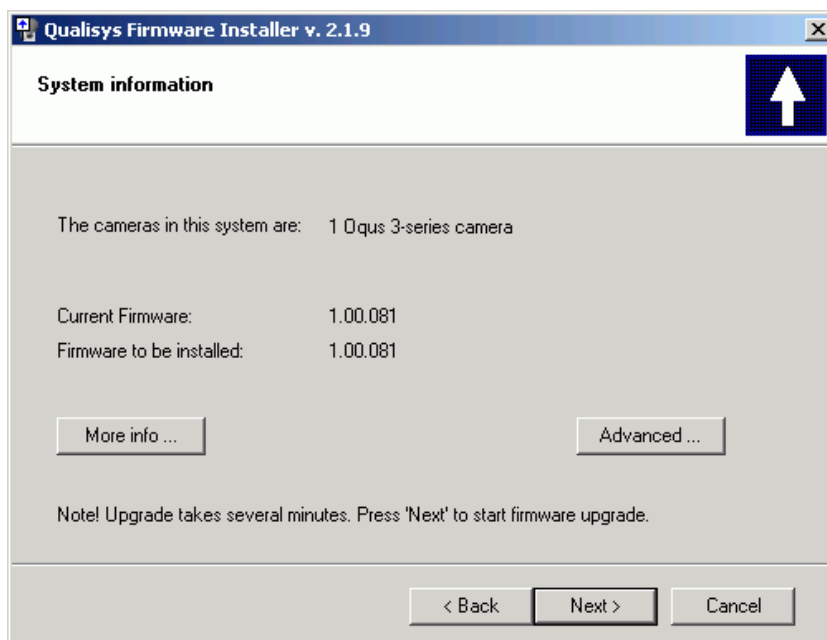 Qualisys Firmware Installer v. 2.1.9
System information
The cameras in this system are: 1 Oqus 3-series camera
Current Firmware: 1.00.081
Firmware to be installed: 1.00.081
More info ... Advanced ...
Note! Upgrade takes several minutes. Press 'Next' to start firmware upgrade.
< Back Next > Cancel